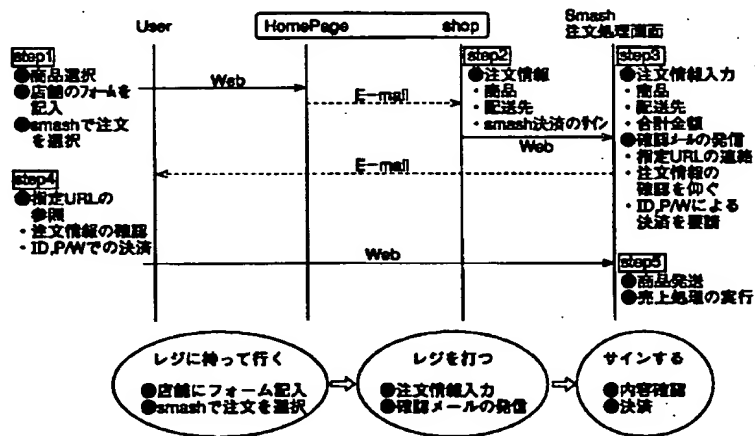 User
HomePage
shop
Smash
注文処理画面
step1
●商品選択
●店舗のフォームを
記入
●smashで注文
を選択
Web
E-mail
step2
●注文情報
・商品
・配送先
・smash決済のサイン
Web
step3
●注文情報入力
・商品
・配送先
・合計金額
●確認メールの発信
・指定URLの連絡
・注文情報の
確認を仰ぐ
・ID,P/Wによる
決済を要請
E-mail
step4
●指定URLの
参照
・注文情報の確認
・ID,P/Wでの決済
Web
step5
●商品発送
●売上処理の実行
レジに持って行く
●店舗にフォーム記入
●smashで注文を選択
レジを打つ
●注文情報入力
●確認メールの発信
サインする
●内容確認
●決済